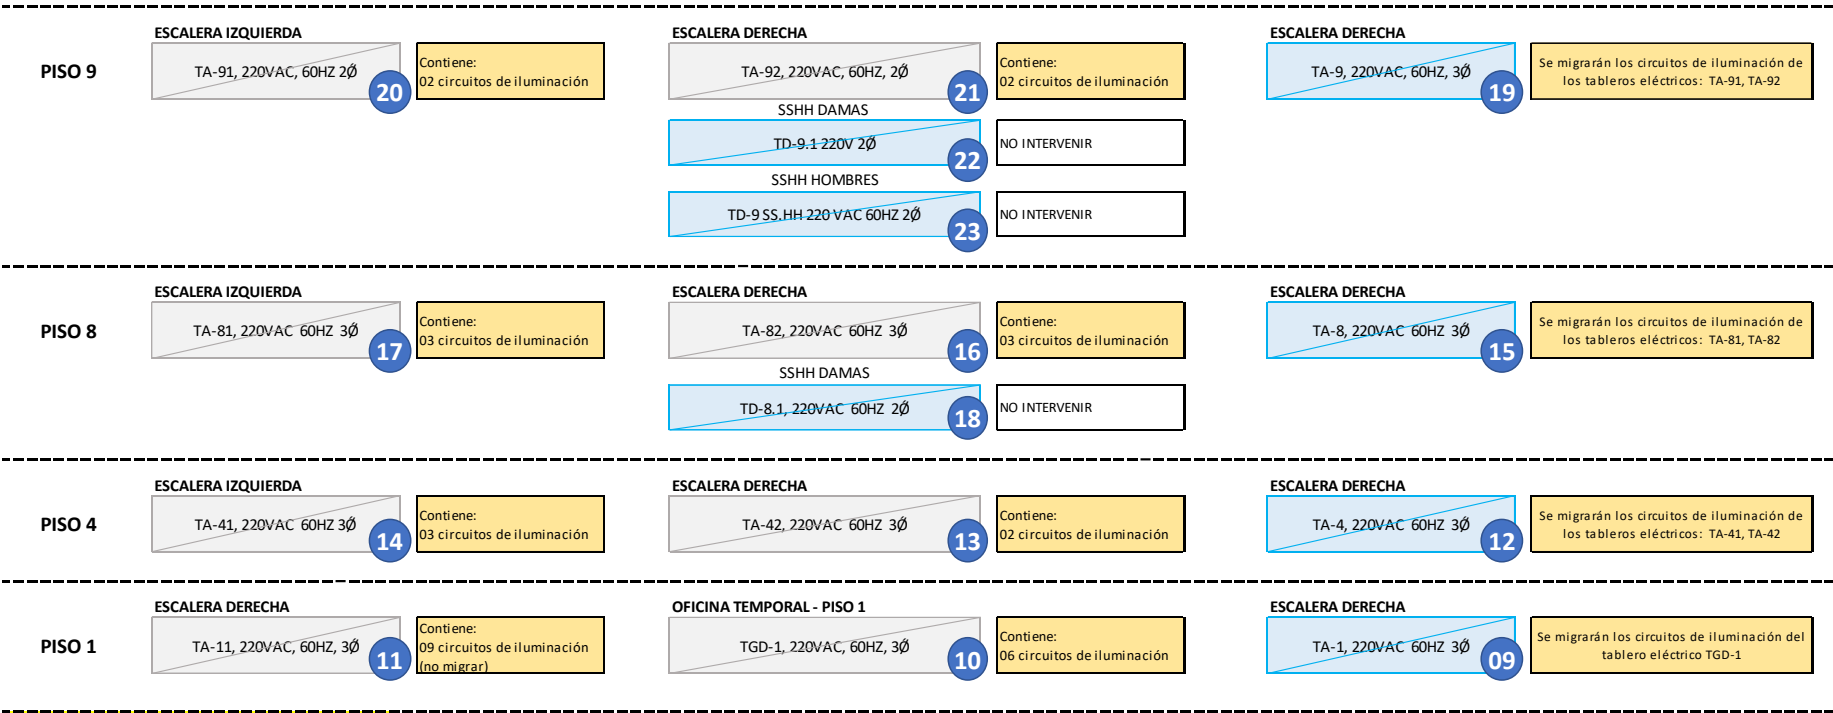 PISO 9
ESCALERA IZQUIERDA
TA-91, 220VAC, 60HZ 2Ø
20
Contiene:
02 circuitos de iluminación
ESCALERA DERECHA
TA-92, 220VAC, 60HZ, 2Ø
21
Contiene:
02 circuitos de iluminación
SSHH DAMAS
TD-9.1 220V 2Ø
22
NO INTERVENIR
SSHH HOMBRES
TD-9 SS.HH 220 VAC 60HZ 2Ø
23
NO INTERVENIR
ESCALERA DERECHA
TA-9, 220VAC, 60HZ, 3Ø
19
Se migrarán los circuitos de iluminación de
los tableros eléctricos: TA-91, TA-92
PISO 8
ESCALERA IZQUIERDA
TA-81, 220VAC 60HZ 3Ø
17
Contiene:
03 circuitos de iluminación
ESCALERA DERECHA
TA-82, 220VAC 60HZ 3Ø
16
Contiene:
03 circuitos de iluminación
SSHH DAMAS
TD-8.1, 220VAC 60HZ 2Ø
18
NO INTERVENIR
ESCALERA DERECHA
TA-8, 220VAC 60HZ 3Ø
15
Se migrarán los circuitos de iluminación de
los tableros eléctricos: TA-81, TA-82
PISO 4
ESCALERA IZQUIERDA
TA-41, 220VAC 60HZ 3Ø
14
Contiene:
03 circuitos de iluminación
ESCALERA DERECHA
TA-42, 220VAC 60HZ 3Ø
13
Contiene:
02 circuitos de iluminación
ESCALERA DERECHA
TA-4, 220VAC 60HZ 3Ø
12
Se migrarán los circuitos de iluminación de
los tableros eléctricos: TA-41, TA-42
PISO 1
ESCALERA DERECHA
TA-11, 220VAC, 60HZ, 3Ø
11
Contiene:
09 circuitos de iluminación
(no migrar)
OFICINA TEMPORAL - PISO 1
TGD-1, 220VAC, 60HZ, 3Ø
10
Contiene:
06 circuitos de iluminación
ESCALERA DERECHA
TA-1, 220VAC 60HZ 3Ø
09
Se migrarán los circuitos de iluminación del
tablero eléctrico TGD-1